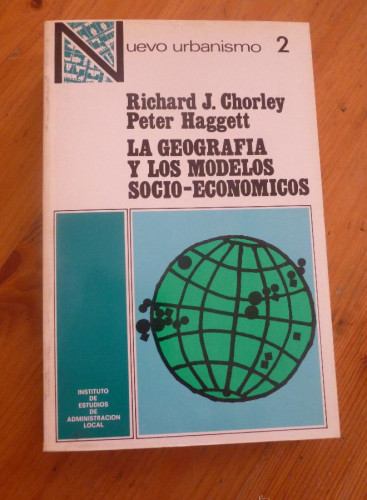 Nuevo urbanismo 2
Richard J. Chorley
Peter Haggett
LA GEOGRAFIA
Y LOS MODELOS
SOCIO-ECONOMICOS
INSTITUTO
DE
ESTUDIOS
DE
ADMINISTRACION
LOCAL